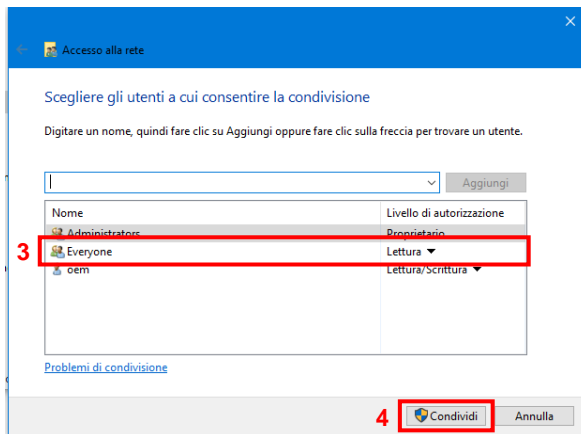 Accesso alla rete
Scegliere gli utenti a cui consentire la condivisione
Digitare un nome, quindi fare clic su Aggiungi oppure fare clic sulla freccia per trovare un utente.
Aggiungi
Nome Livello di autorizzazione
Administrators Proprietario
3 Everyone Lettura
oem Lettura/Scrittura
Problemi di condivisione
4 Condividi Annulla